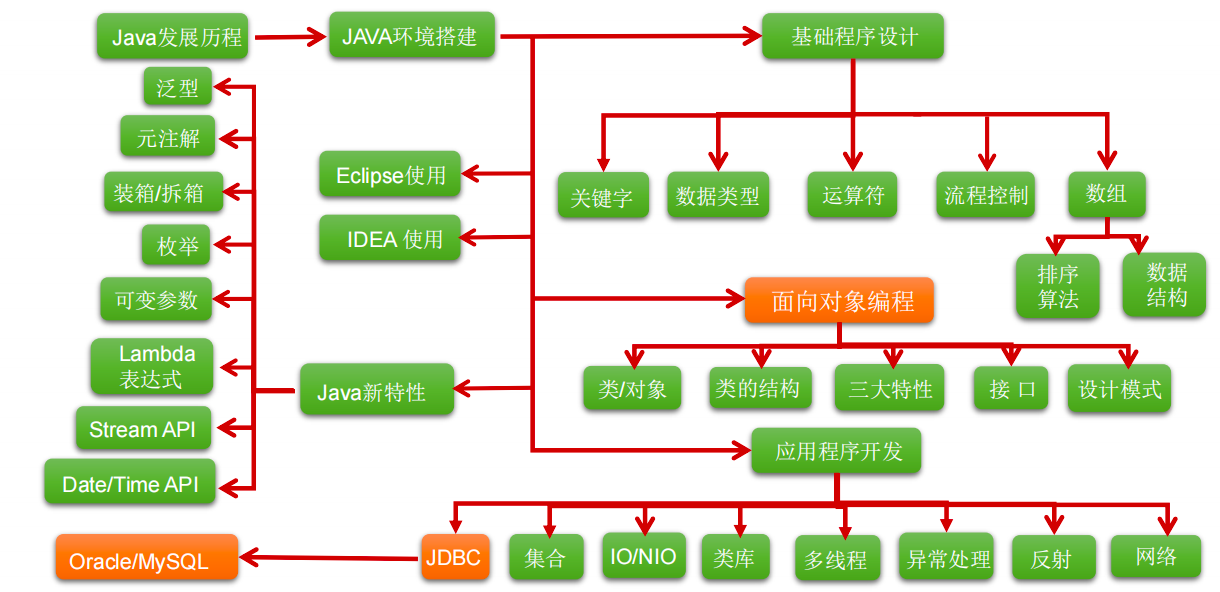 Java发展历程
JAVA环境搭建
基础程序设计
泛型
元注解
装箱/拆箱
枚举
可变参数
Lambda
表达式
Stream API
Date/Time API
Eclipse使用
IDEA 使用
Java新特性
关键字
数据类型
运算符
流程控制
数组
排序
算法
数据
结构
面向对象编程
类/对象
类的结构
三大特性
接 口
设计模式
应用程序开发
Oracle/MySQL
JDBC
集合
IO/NIO
类库
多线程
异常处理
反射
网络